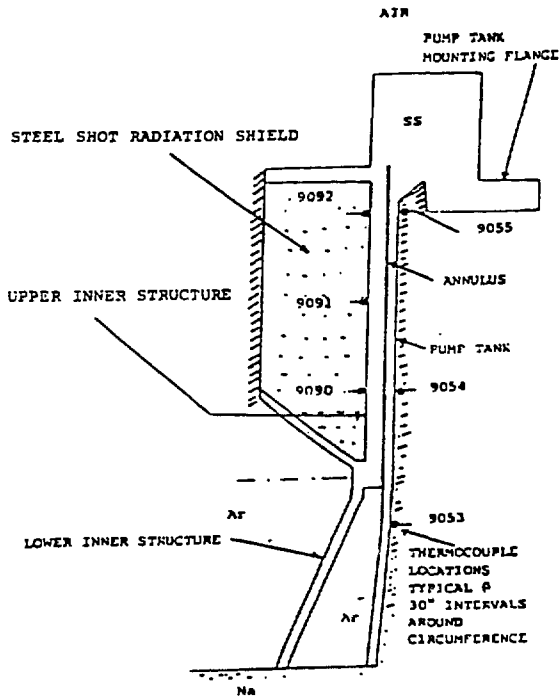 AIR
PUMP TANK
MOUNTING FLANGE
SS
STEEL SHOT RADIATION SHIELD
9092
9055
ANNULUS
UPPER INNER STRUCTURE
9091
PUMP TANK
9090
9054
Ar
9053
LOWER INNER STRUCTURE
THERMOCOUPLE
LOCATIONS
TYPICAL @
30° INTERVALS
AROUND
CIRCUMFERENCE
Ar
Na